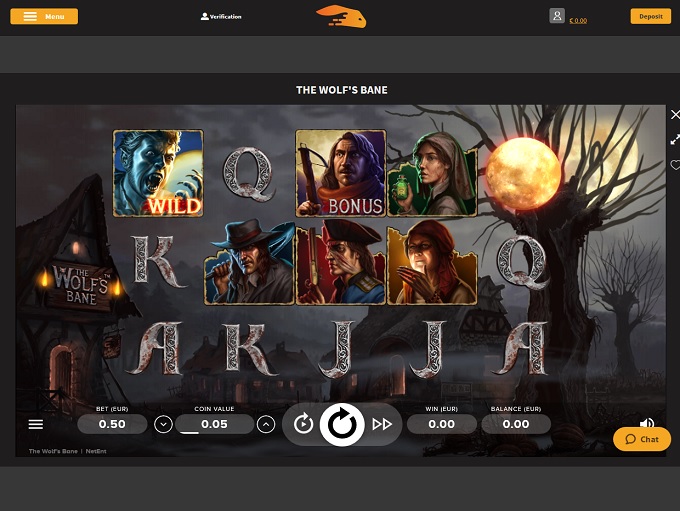 Menu
Verification
€ 0.00
Deposit
THE WOLF'S BANE
WILD
Q
BONUS
THE
WOLF'S
BANE
K
Q
A
K
J
J
A
BET (EUR)
COIN VALUE
WIN (EUR)
BALANCE (EUR)
0.50
0.05
0.00
0.00
Chat
The Wolf's Bane | NetEnt